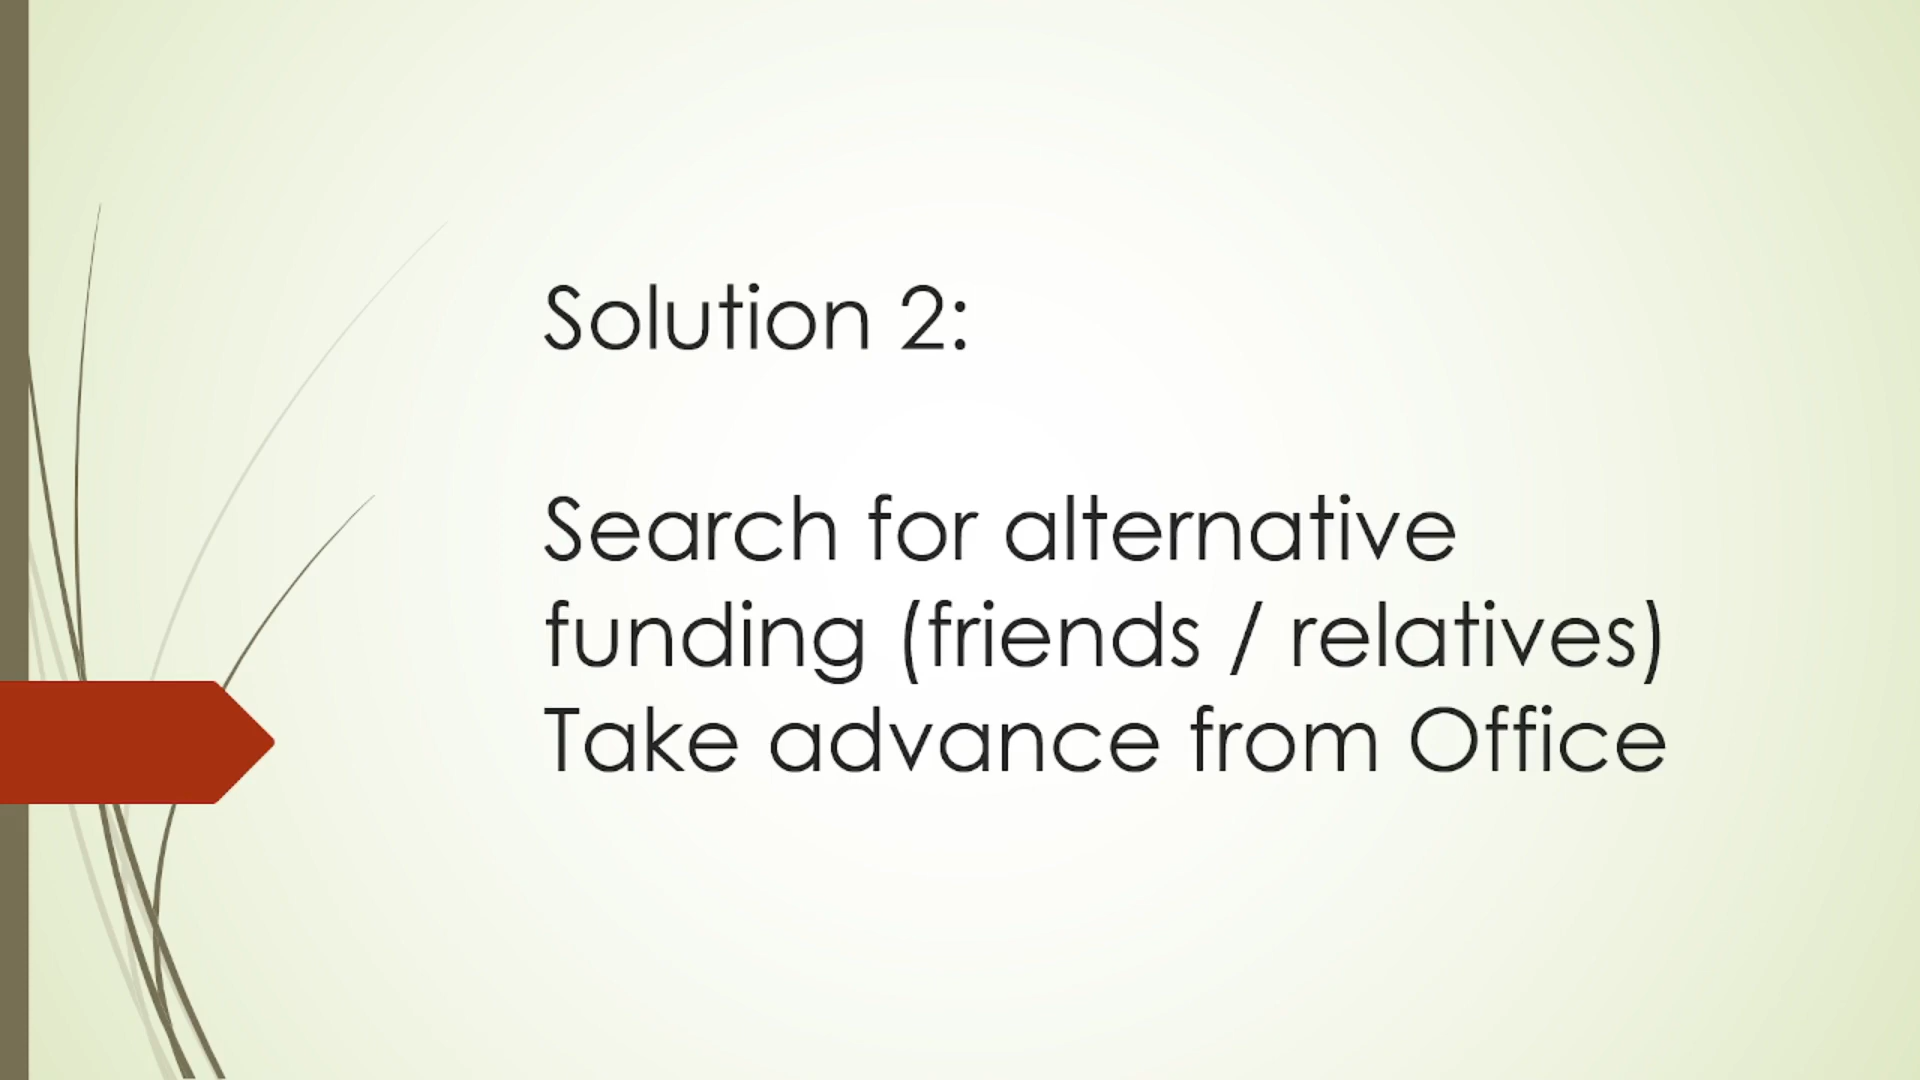 Solution 2:
Search for alternative
funding (friends / relatives)
Take advance from Office